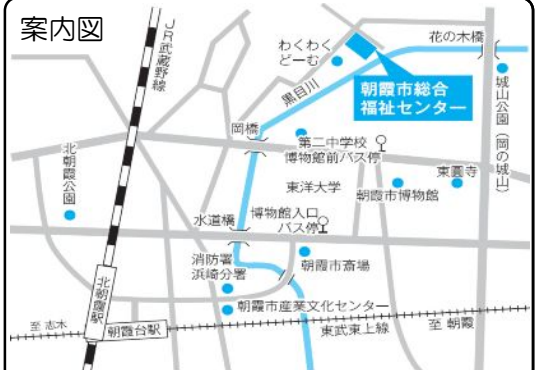 案内図
JR武蔵野線
わくわく
どーむ
花の木橋
黒目川
朝霞市総合
福祉センター
城山公園(岡の城山)
岡橋
第二中学校
博物館前バス停
北朝霞公園
東洋大学
東圓寺
朝霞市博物館
水道橋
博物館入口
バス停
消防署
浜崎分署
朝霞市斎場
北朝霞駅
朝霞市産業文化センター
至 志木
朝霞台駅
東武東上線
至 朝霞